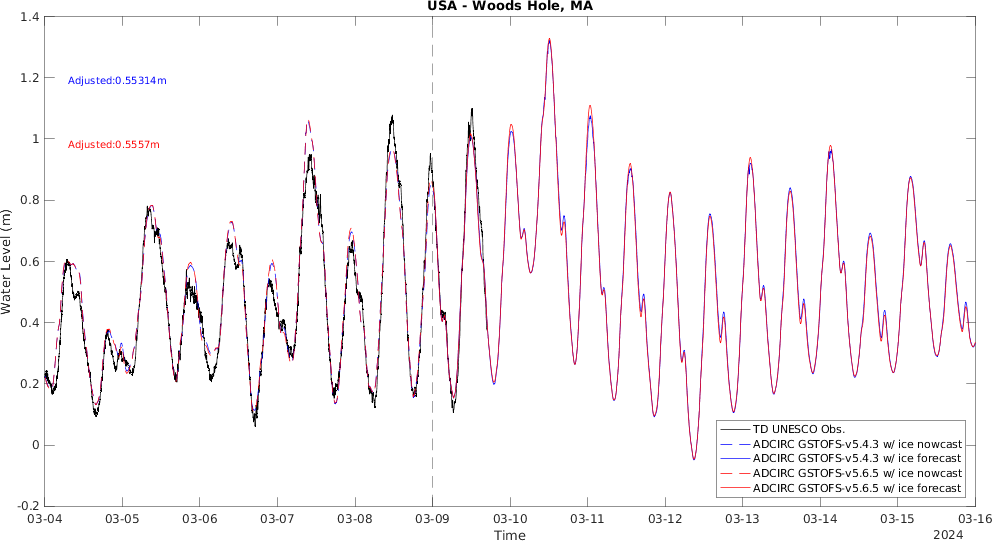 USA - Woods Hole, MA
1.4
1.2
1
0.8
0.6
0.4
0.2
0
-0.2
Water Level (m)
Adjusted:0.55314m
Adjusted:0.5557m
TD UNESCO Obs.
ADCIRC GSTOFS-v5.4.3 w/ ice nowcast
ADCIRC GSTOFS-v5.4.3 w/ ice forecast
ADCIRC GSTOFS-v5.6.5 w/ ice nowcast
ADCIRC GSTOFS-v5.6.5 w/ ice forecast
03-04 03-05 03-06 03-07 03-08 03-09 03-10 03-11 03-12 03-13 03-14 03-15 03-16
Time
2024